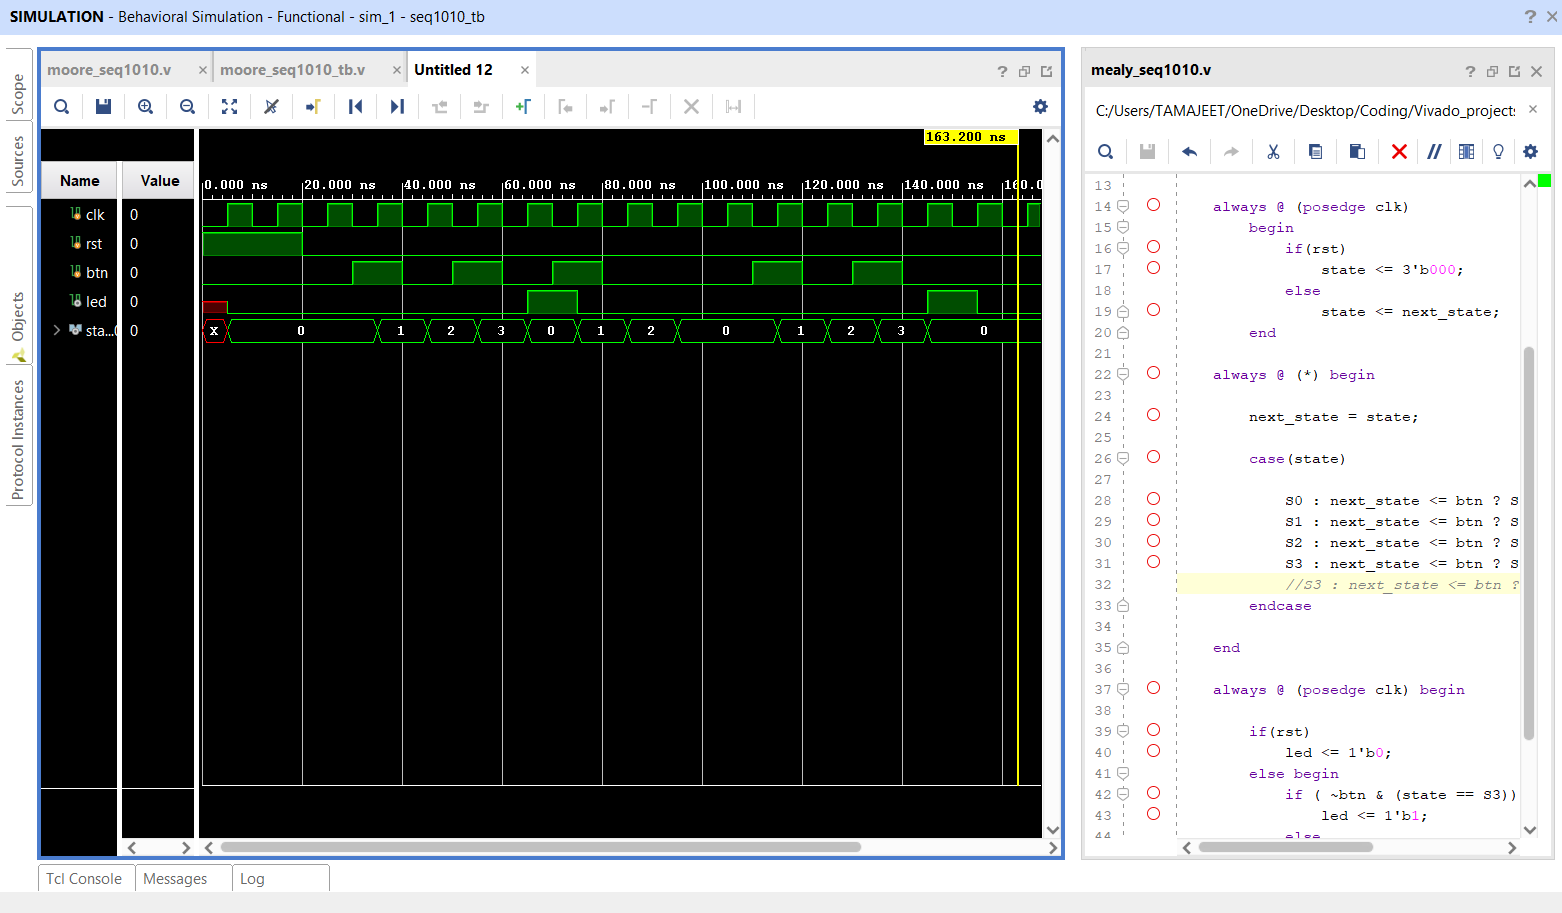 SIMULATION - Behavioral Simulation - Functional - sim_1 - seq1010_tb
Scope
Sources
Objects
Protocol Instances
moore_seq1010.v
moore_seq1010_tb.v
Untitled 12
163.200 ns
Name
Value
0.000 ns 20.000 ns 40.000 ns 60.000 ns 80.000 ns 100.000 ns 120.000 ns 140.000 ns 160.0
clk 0
rst 0
btn 0
led 0
sta... 0
X 0 1 2 3 0 1 2 0 1 2 3 0
Tcl Console
Messages
Log
mealy_seq1010.v
C:/Users/TAMAJEET/OneDrive/Desktop/Coding/Vivado_projects
13
14 always @ (posedge clk)
15 begin
16 if(rst)
17 state <= 3'b000;
18 else
19 state <= next_state;
20 end
21
22 always @ (*) begin
23
24 next_state = state;
25
26 case(state)
27
28 S0 : next_state <= btn ? S
29 S1 : next_state <= btn ? S
30 S2 : next_state <= btn ? S
31 S3 : next_state <= btn ? S
32 //S3 : next_state <= btn ?
33 endcase
34
35 end
36
37 always @ (posedge clk) begin
38
39 if(rst)
40 led <= 1'b0;
41 else begin
42 if ( ~btn & (state == S3))
43 led <= 1'b1;
44 else